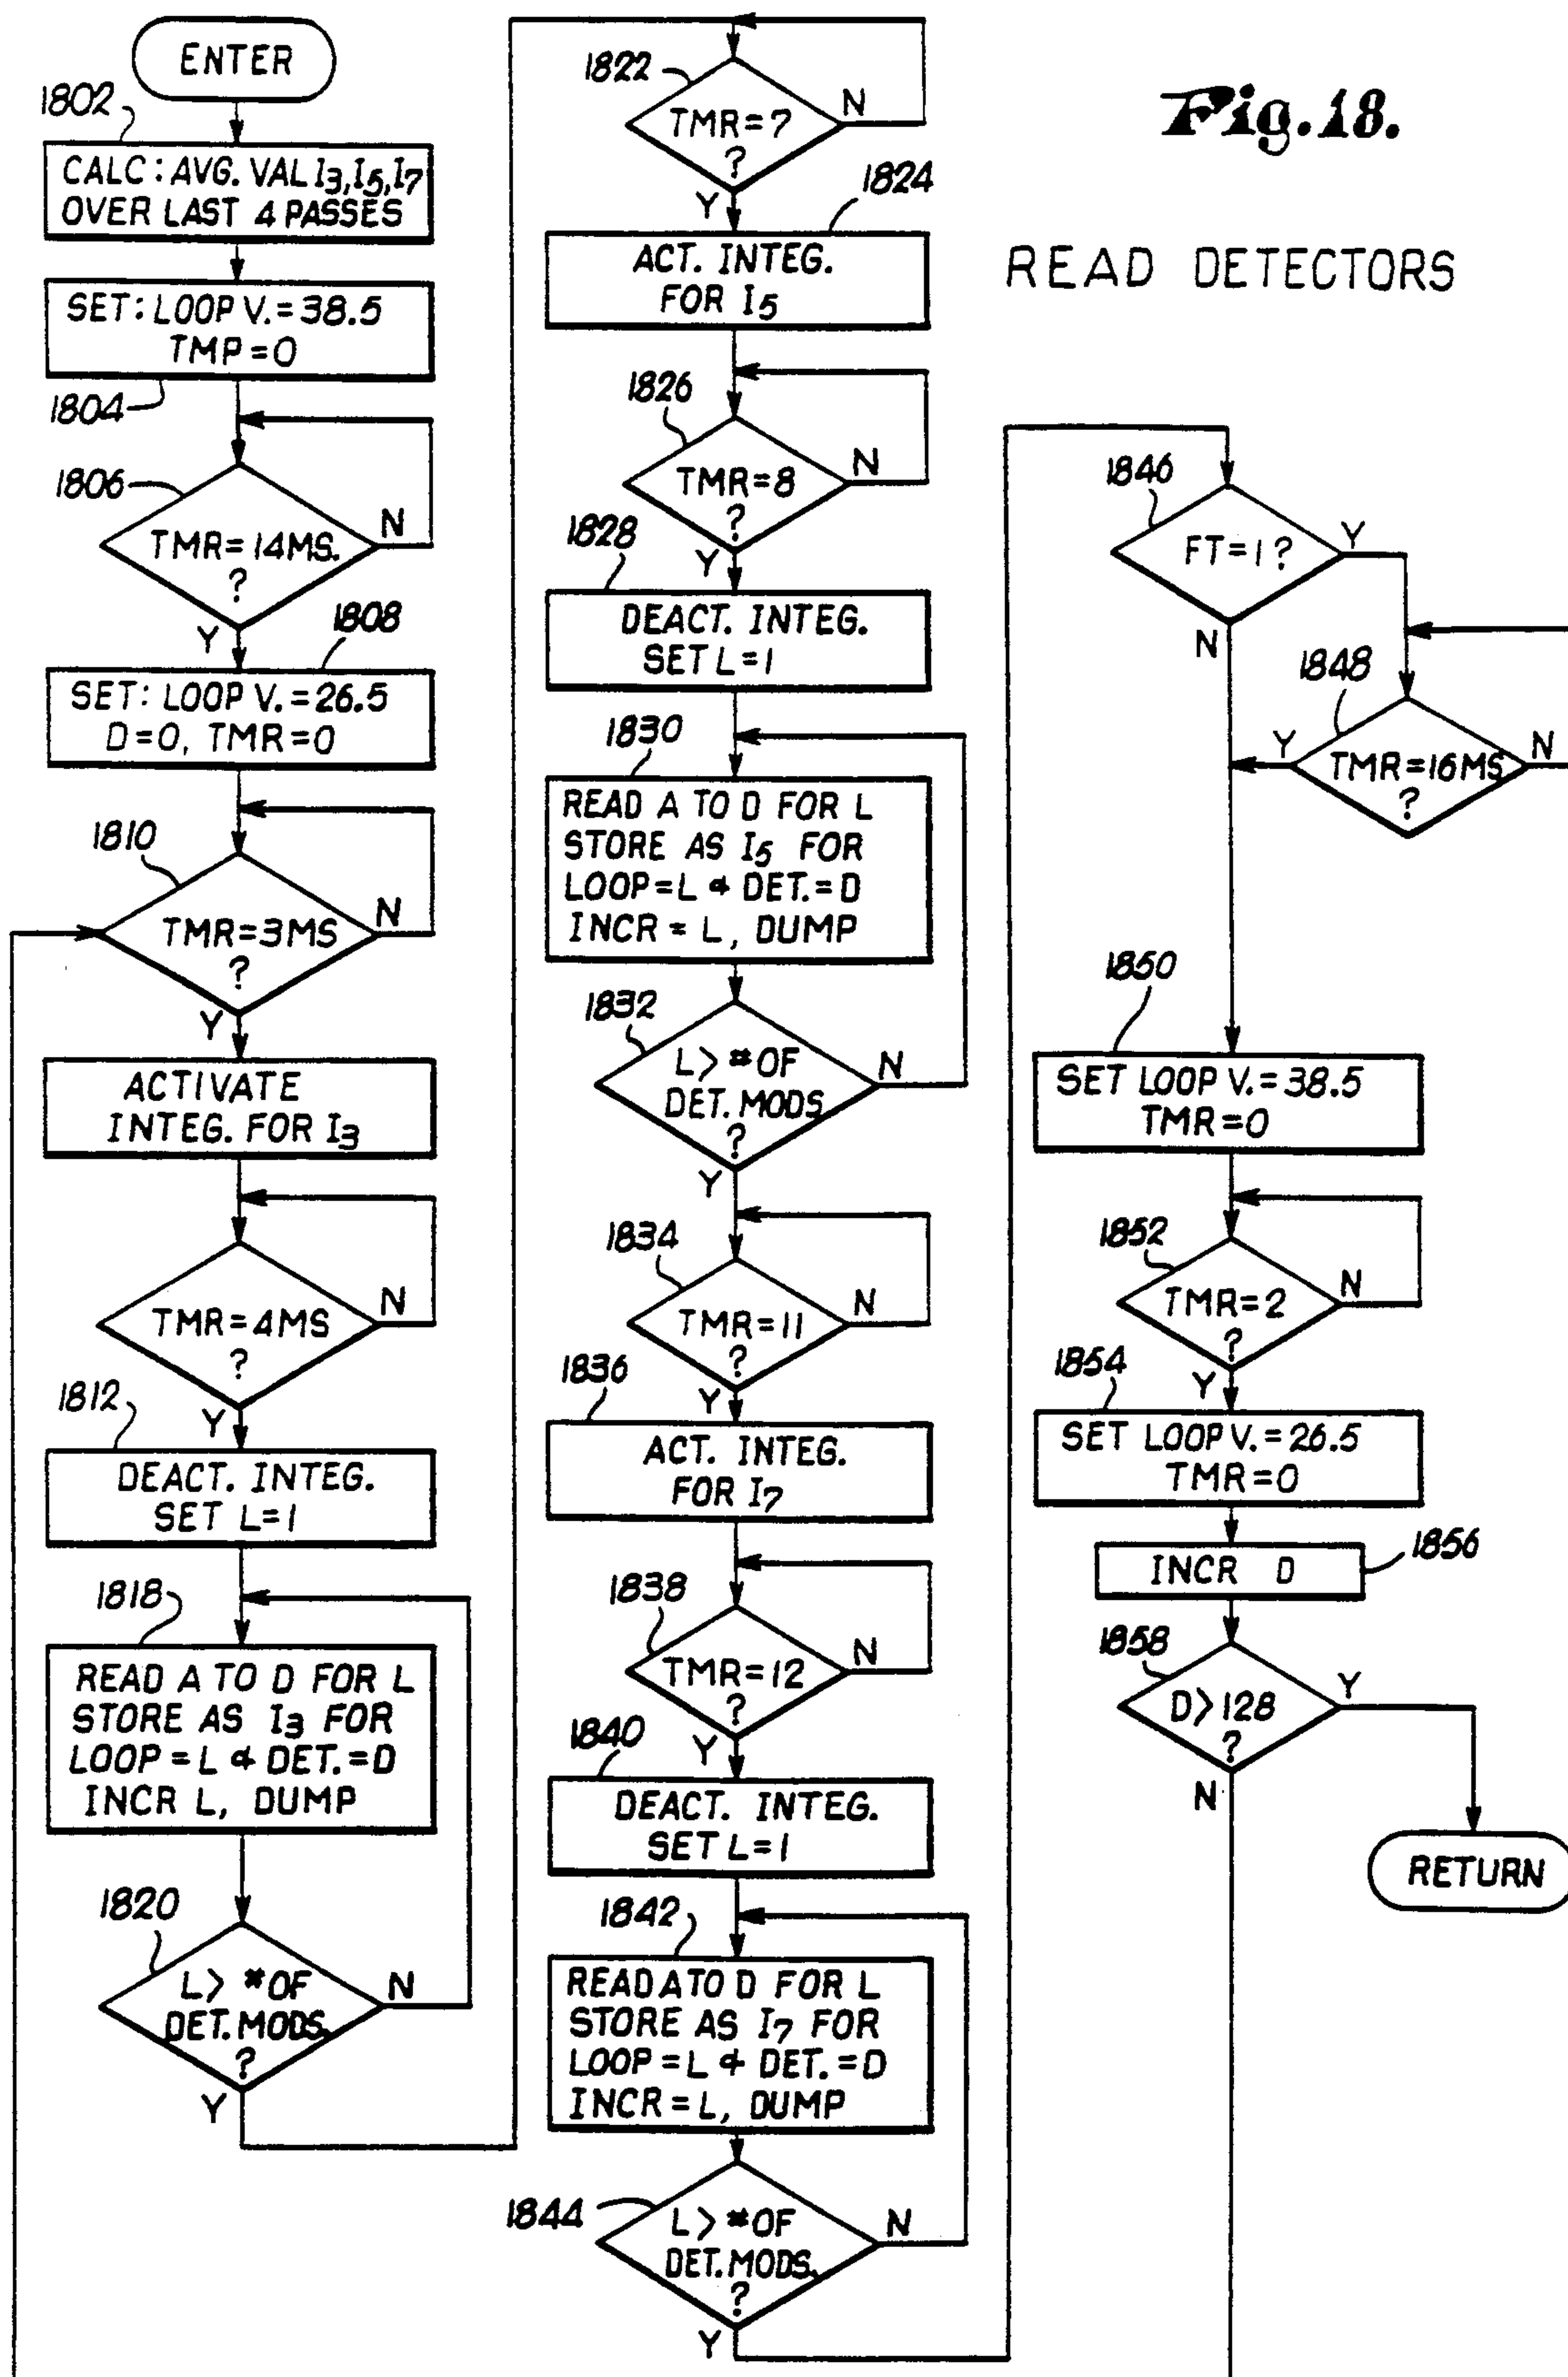 Fig.18.
READ DETECTORS
ENTER
1802
CALC: AVG. VAL I3, I5, I7
OVER LAST 4 PASSES
SET: LOOP V.=38.5
TMP=0
1804
1806
TMR=14MS.
?
N
Y
1808
SET: LOOP V.=26.5
D=0, TMR=0
1810
TMR=3MS
?
N
Y
ACTIVATE
INTEG. FOR I3
TMR=4MS
?
N
Y
1812
DEACT. INTEG.
SET L=1
1818
READ A TO D FOR L
STORE AS I3 FOR
LOOP=L & DET.=D
INCR L, DUMP
1820
L> #OF
DET.MODS.
?
N
Y
1822
TMR=7
?
N
Y
1824
ACT. INTEG.
FOR I5
1826
TMR=8
?
N
Y
1828
DEACT. INTEG.
SET L=1
1830
READ A TO D FOR L
STORE AS I5 FOR
LOOP=L & DET.=D
INCR = L, DUMP
1832
L> #OF
DET.MODS
?
N
Y
1834
TMR=11
?
N
Y
1836
ACT. INTEG.
FOR I7
1838
TMR=12
?
N
Y
1840
DEACT. INTEG.
SET L=1
1842
READ A TO D FOR L
STORE AS I7 FOR
LOOP=L & DET.=D
INCR=L, DUMP
1844
L> #OF
DET.MODS.
?
N
Y
1846
FT=1?
Y
N
1848
TMR=16MS
?
Y
N
1850
SET LOOP V.=38.5
TMR=0
1852
TMR=2
?
N
Y
1854
SET LOOP V.=26.5
TMR=0
INCR D
1856
1858
D>128
?
Y
N
RETURN